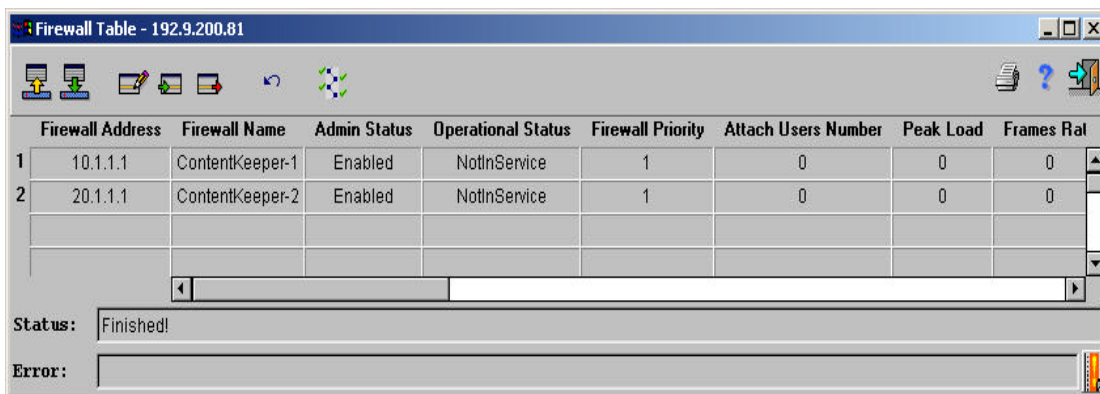 Firewall Table - 192.9.200.81
Firewall Address Firewall Name Admin Status Operational Status Firewall Priority Attach Users Number Peak Load Frames Rat
1 10.1.1.1 ContentKeeper-1 Enabled NotInService 1 0 0 0
2 20.1.1.1 ContentKeeper-2 Enabled NotInService 1 0 0 0
Status: Finished!
Error: